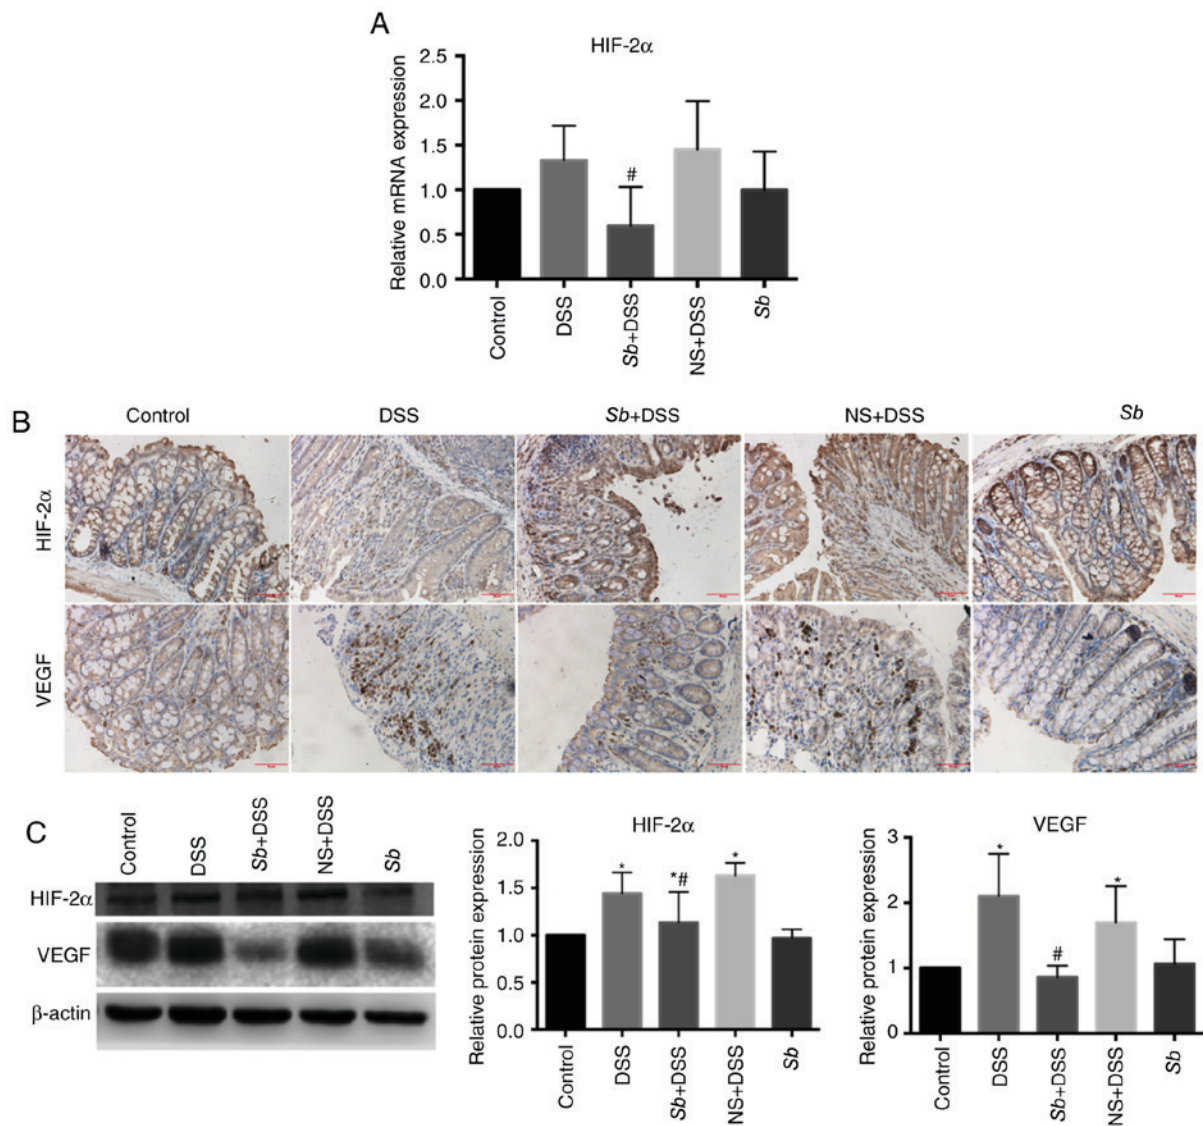 A
HIF-2α
Relative mRNA expression
2.5
2.0
1.5
1.0
0.5
0.0
Control
DSS
Sb+DSS
NS+DSS
Sb
#
B
Control DSS Sb+DSS NS+DSS Sb
HIF-2α
VEGF
C
Control
DSS
Sb+DSS
NS+DSS
Sb
HIF-2α
VEGF
β-actin
HIF-2α
Relative protein expression
2.0
1.5
1.0
0.5
0.0
* *# *
Control
DSS
Sb+DSS
NS+DSS
Sb
VEGF
Relative protein expression
3
2
1
0
* # *
Control
DSS
Sb+DSS
NS+DSS
Sb